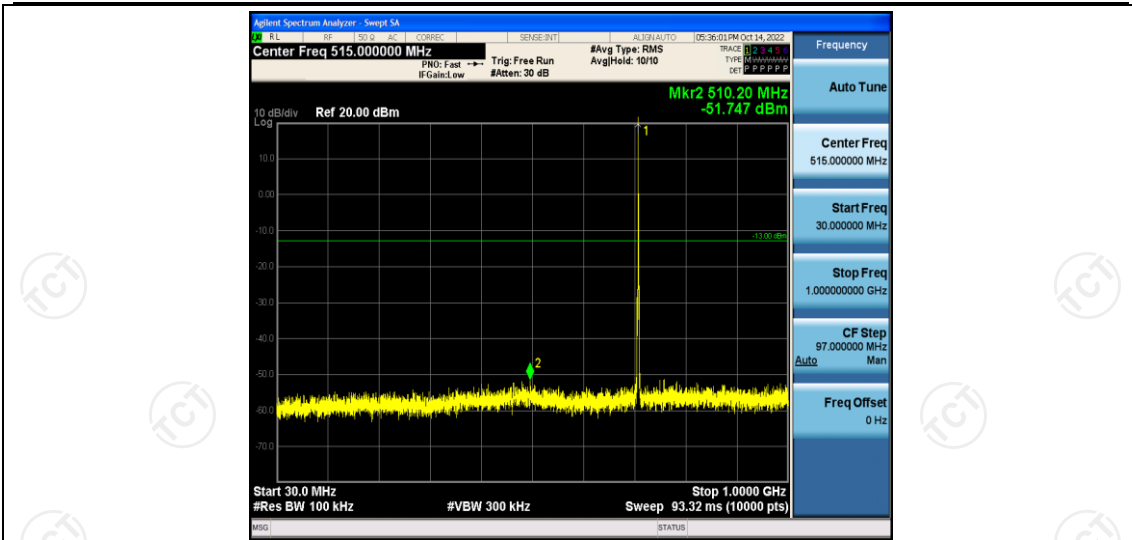 Agilent Spectrum Analyzer - Swept SA
RL RF 50 Ω AC CORREC SENSE:INT ALIGNAUTO 05:36:01 PM Oct 14, 2022
Center Freq 515.000000 MHz
PNO: Fast
IFGain:Low
Trig: Free Run
#Atten: 30 dB
#Avg Type: RMS
Avg|Hold: 10/10
TRACE 1 2 3 4 5 6
TYPE M
DET P P P P P P
Mkr2 510.20 MHz
-51.747 dBm
10 dB/div Ref 20.00 dBm
Log
1
10.0
0.00
-10.0
-13.00 dBm
-20.0
-30.0
-40.0
2
-50.0
-60.0
-70.0
Start 30.0 MHz Stop 1.0000 GHz
#Res BW 100 kHz #VBW 300 kHz Sweep 93.32 ms (10000 pts)
MSG STATUS
Frequency
Auto Tune
Center Freq
515.000000 MHz
Start Freq
30.000000 MHz
Stop Freq
1.000000000 GHz
CF Step
97.000000 MHz
Auto Man
Freq Offset
0 Hz
TCT
TCT
TCT
TCT